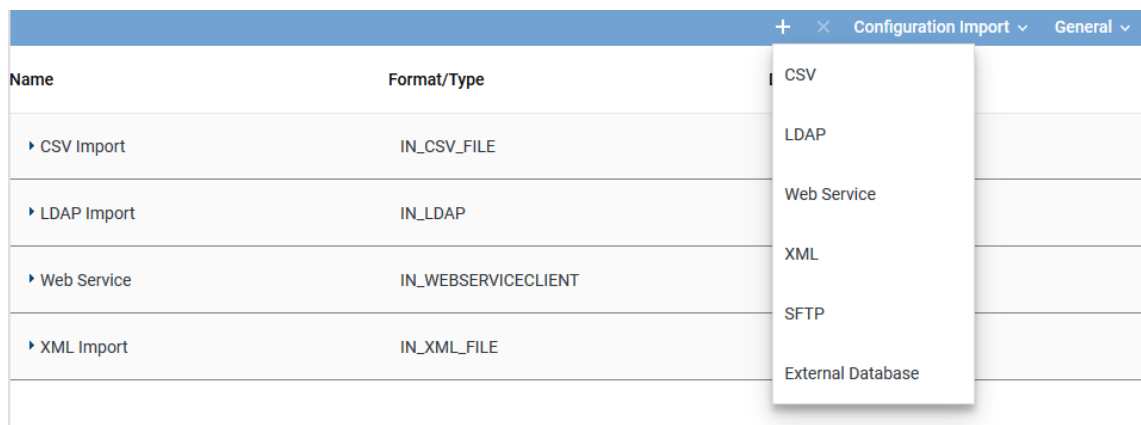 Configuration Import General
Name Format/Type
CSV
CSV Import IN_CSV_FILE
LDAP
Web Service
LDAP Import IN_LDAP
XML
Web Service IN_WEBSERVICECLIENT
SFTP
XML Import IN_XML_FILE
External Database